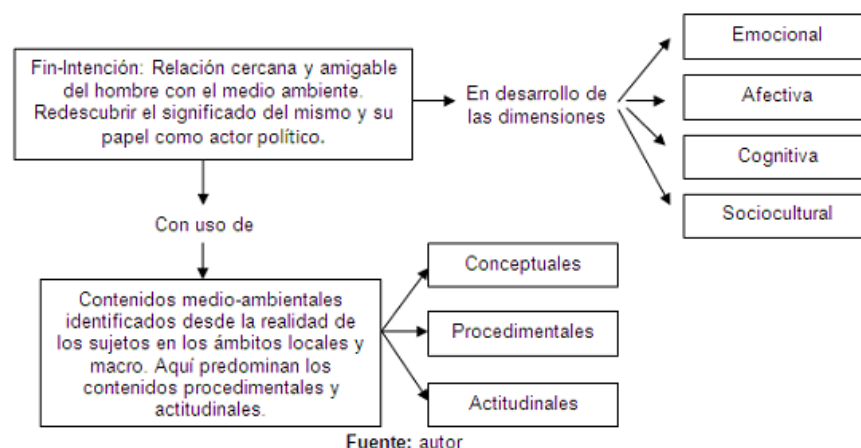 Fin-Intención: Relación cercana y amigable
del hombre con el medio ambiente.
Redescubrir el significado del mismo y su
papel como actor político.
En desarrollo de
las dimensiones
Emocional
Afectiva
Cognitiva
Sociocultural
Con uso de
Contenidos medio-ambientales
identificados desde la realidad de
los sujetos en los ámbitos locales y
macro. Aquí predominan los
contenidos procedimentales y
actitudinales.
Conceptuales
Procedimentales
Actitudinales
Fuente: autor